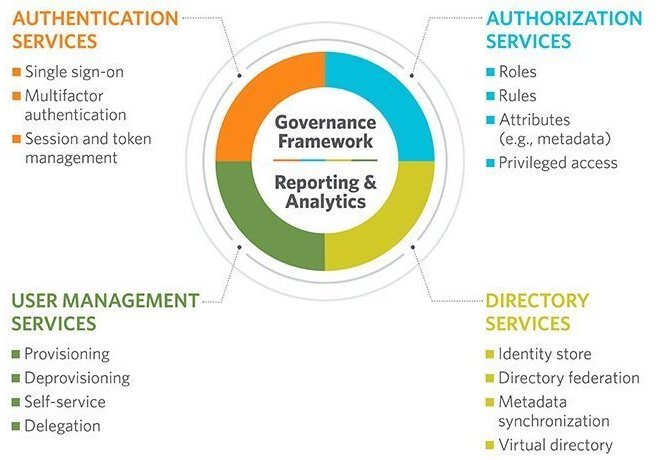 AUTHENTICATION
SERVICES
Single sign-on
Multifactor
authentication
Session and token
management
AUTHORIZATION
SERVICES
Roles
Rules
Attributes
(e.g., metadata)
Privileged access
Governance
Framework
Reporting &
Analytics
USER MANAGEMENT
SERVICES
Provisioning
Deprovisioning
Self-service
Delegation
DIRECTORY
SERVICES
Identity store
Directory federation
Metadata
synchronization
Virtual directory